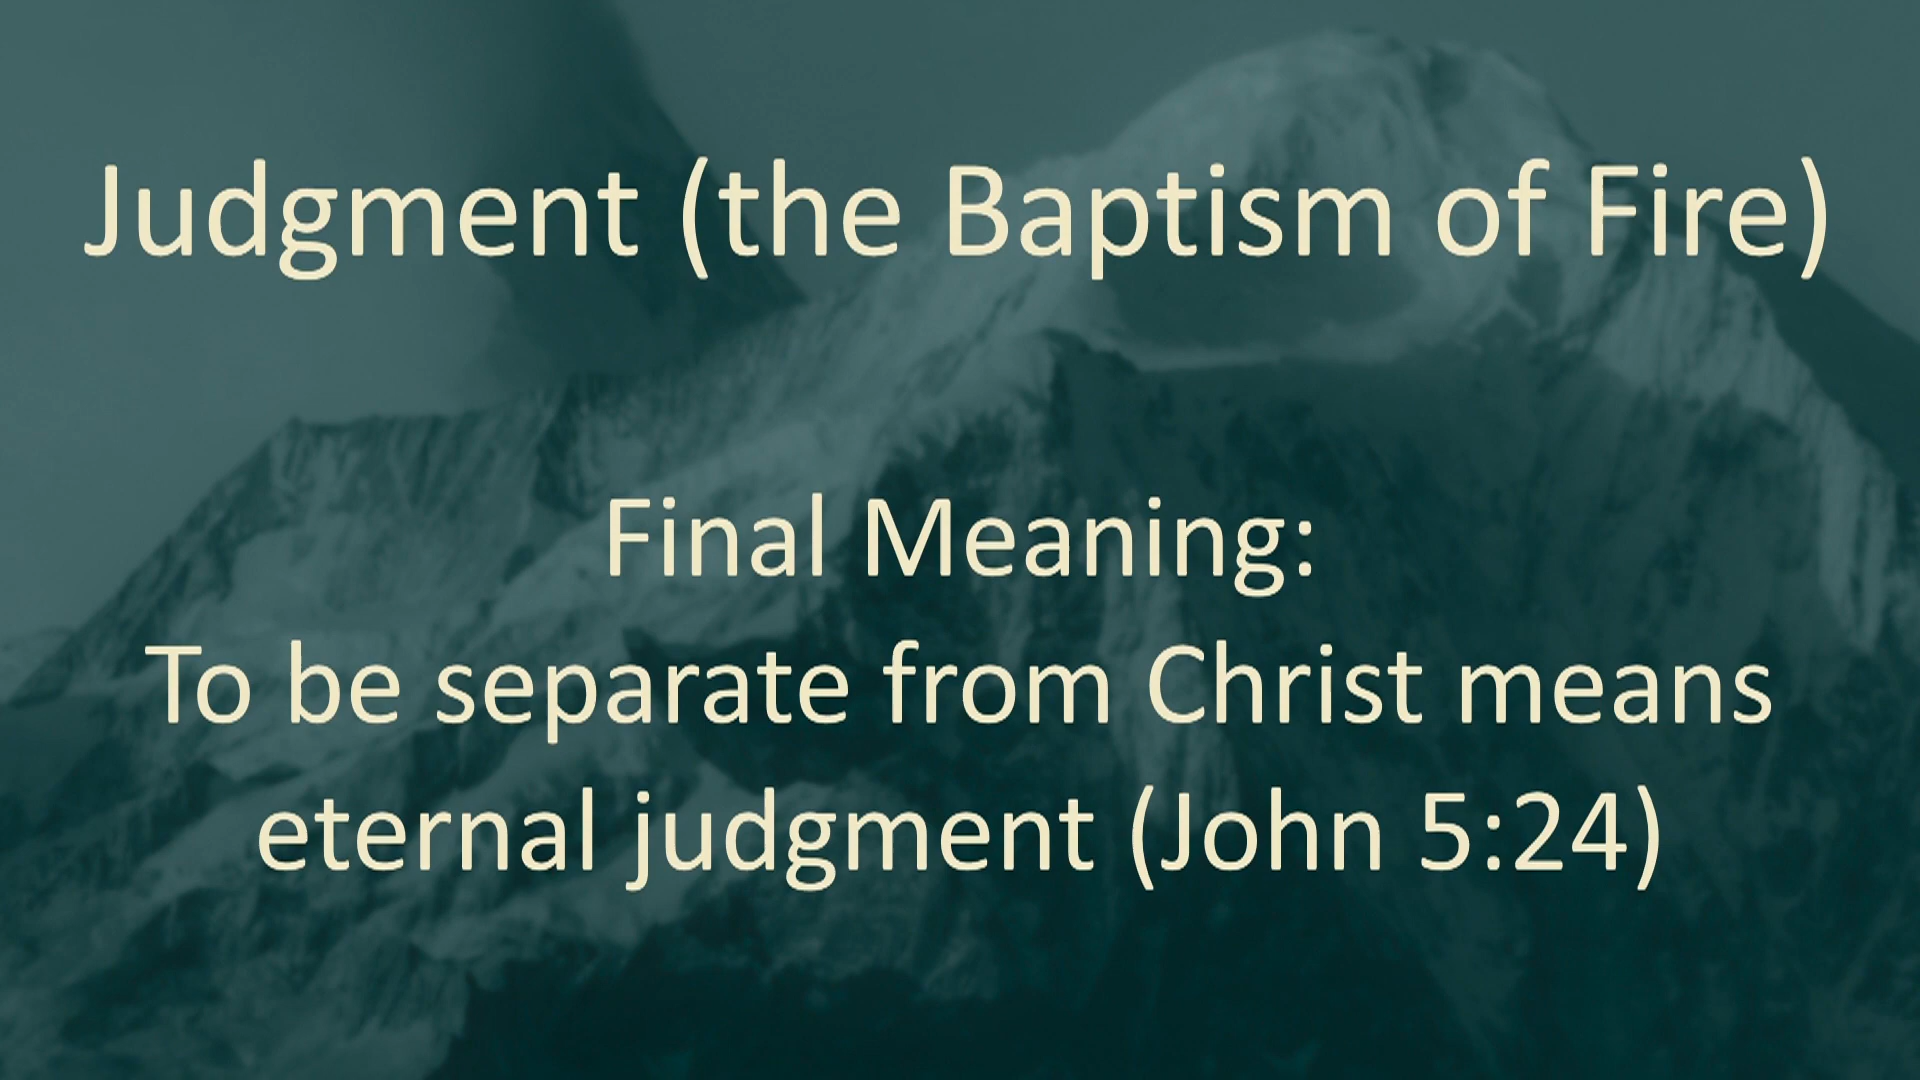 Judgment (the Baptism of Fire)
Final Meaning:
To be separate from Christ means
eternal judgment (John 5:24)